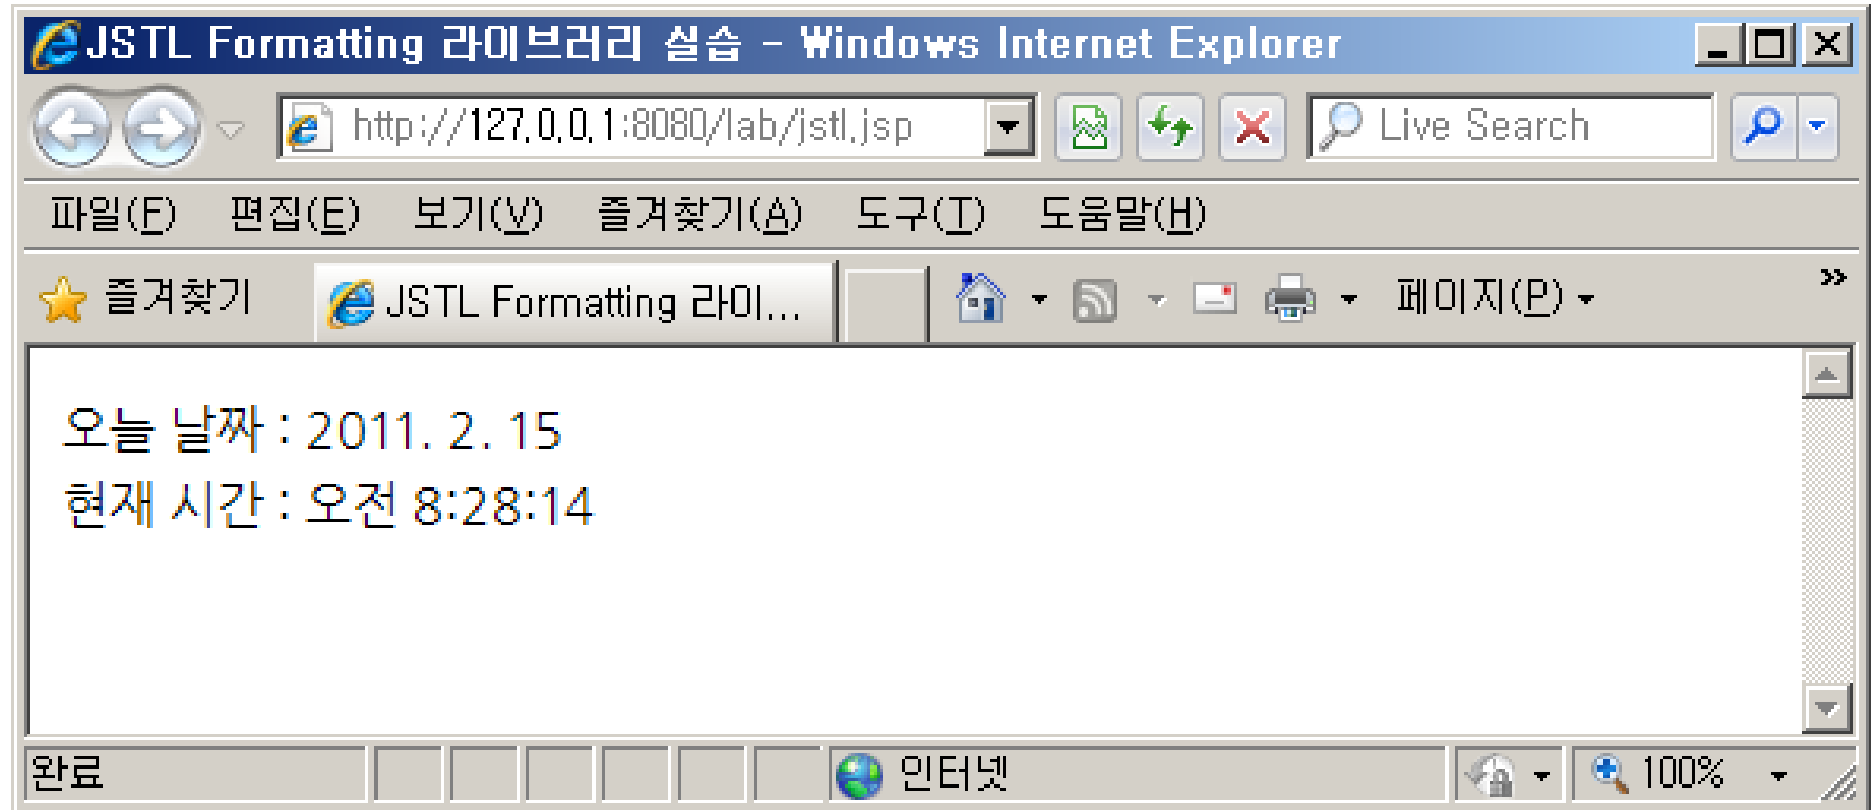 JSTL Formatting 라이브러리 실습 - Windows Internet Explorer
http://127.0.0.1:8080/lab/jstl.jsp
Live Search
파일(F) 편집(E) 보기(V) 즐겨찾기(A) 도구(T) 도움말(H)
즐겨찾기 JSTL Formatting 라이... 페이지(P) »
오늘 날짜 : 2011. 2. 15
현재 시간 : 오전 8:28:14
완료 인터넷 100%